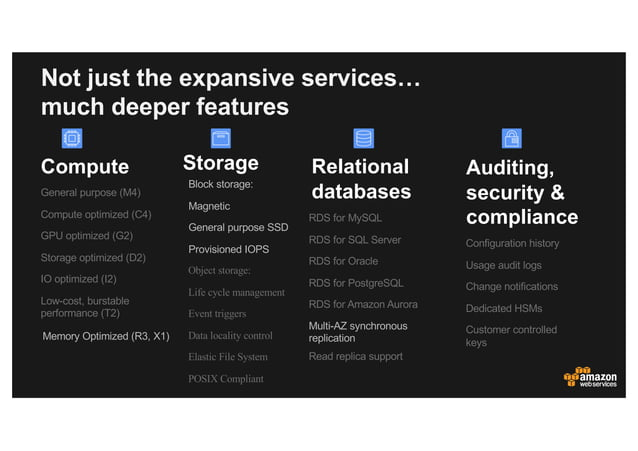 Not just the expansive services…
much deeper features
Compute
General purpose (M4)
Compute optimized (C4)
GPU optimized (G2)
Storage optimized (D2)
IO optimized (I2)
Low-cost, burstable
performance (T2)
Memory Optimized (R3, X1)
Storage
Block storage:
Magnetic
General purpose SSD
Provisioned IOPS
Object storage:
Life cycle management
Event triggers
Data locality control
Elastic File System
POSIX Compliant
Relational
databases
RDS for MySQL
RDS for SQL Server
RDS for Oracle
RDS for PostgreSQL
RDS for Amazon Aurora
Multi-AZ synchronous
replication
Read replica support
Auditing,
security &
compliance
Configuration history
Usage audit logs
Change notifications
Dedicated HSMs
Customer controlled
keys
amazon
web services